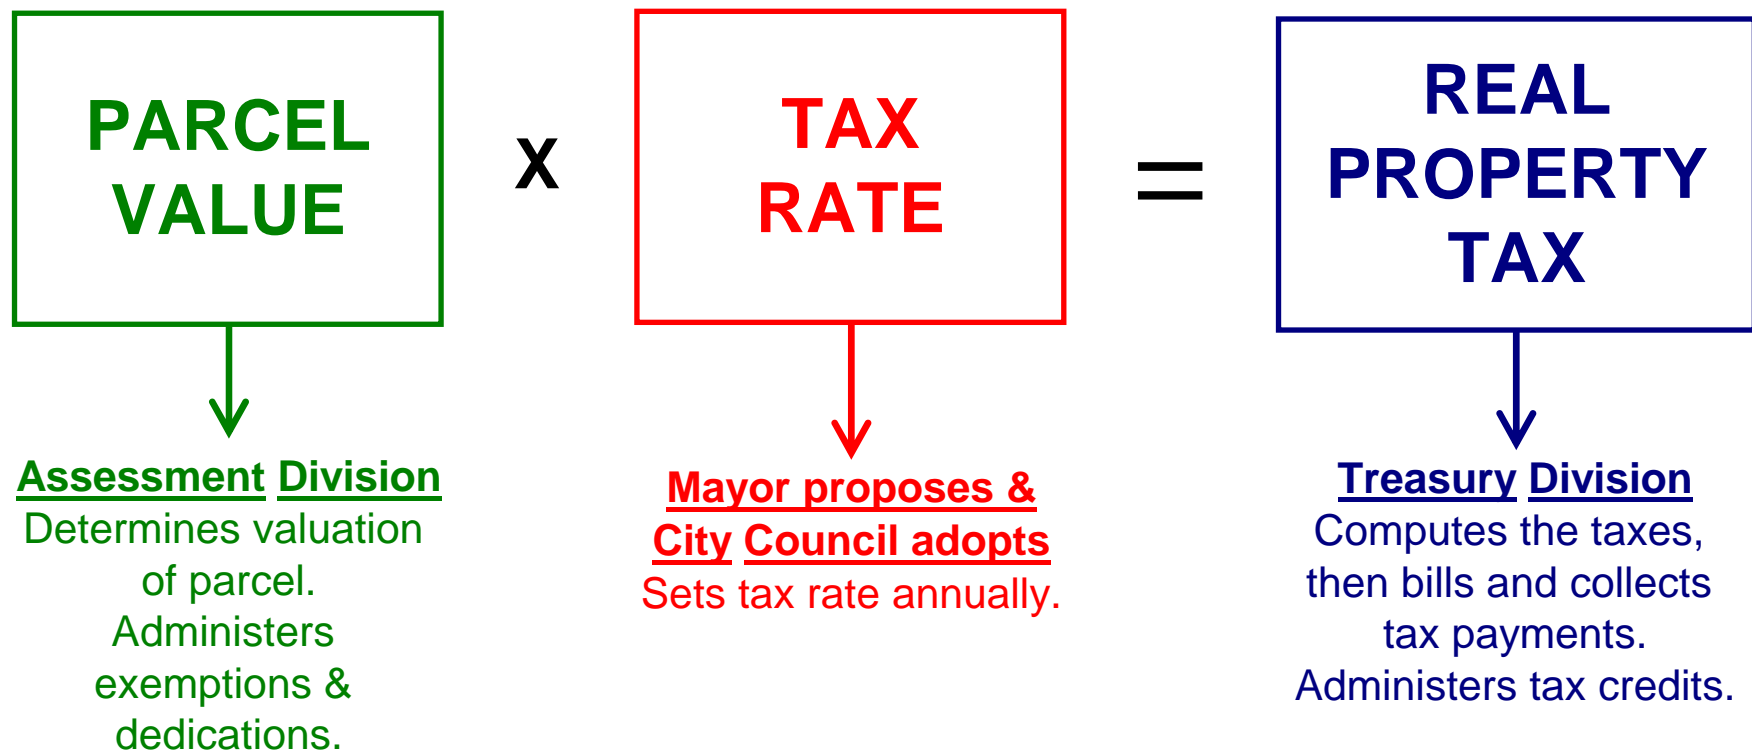 PARCEL
VALUE
x
TAX
RATE
=
REAL
PROPERTY
TAX
Assessment Division
Determines valuation
of parcel.
Administers
exemptions &
dedications.
Mayor proposes &
City Council adopts
Sets tax rate annually.
Treasury Division
Computes the taxes,
then bills and collects
tax payments.
Administers tax credits.